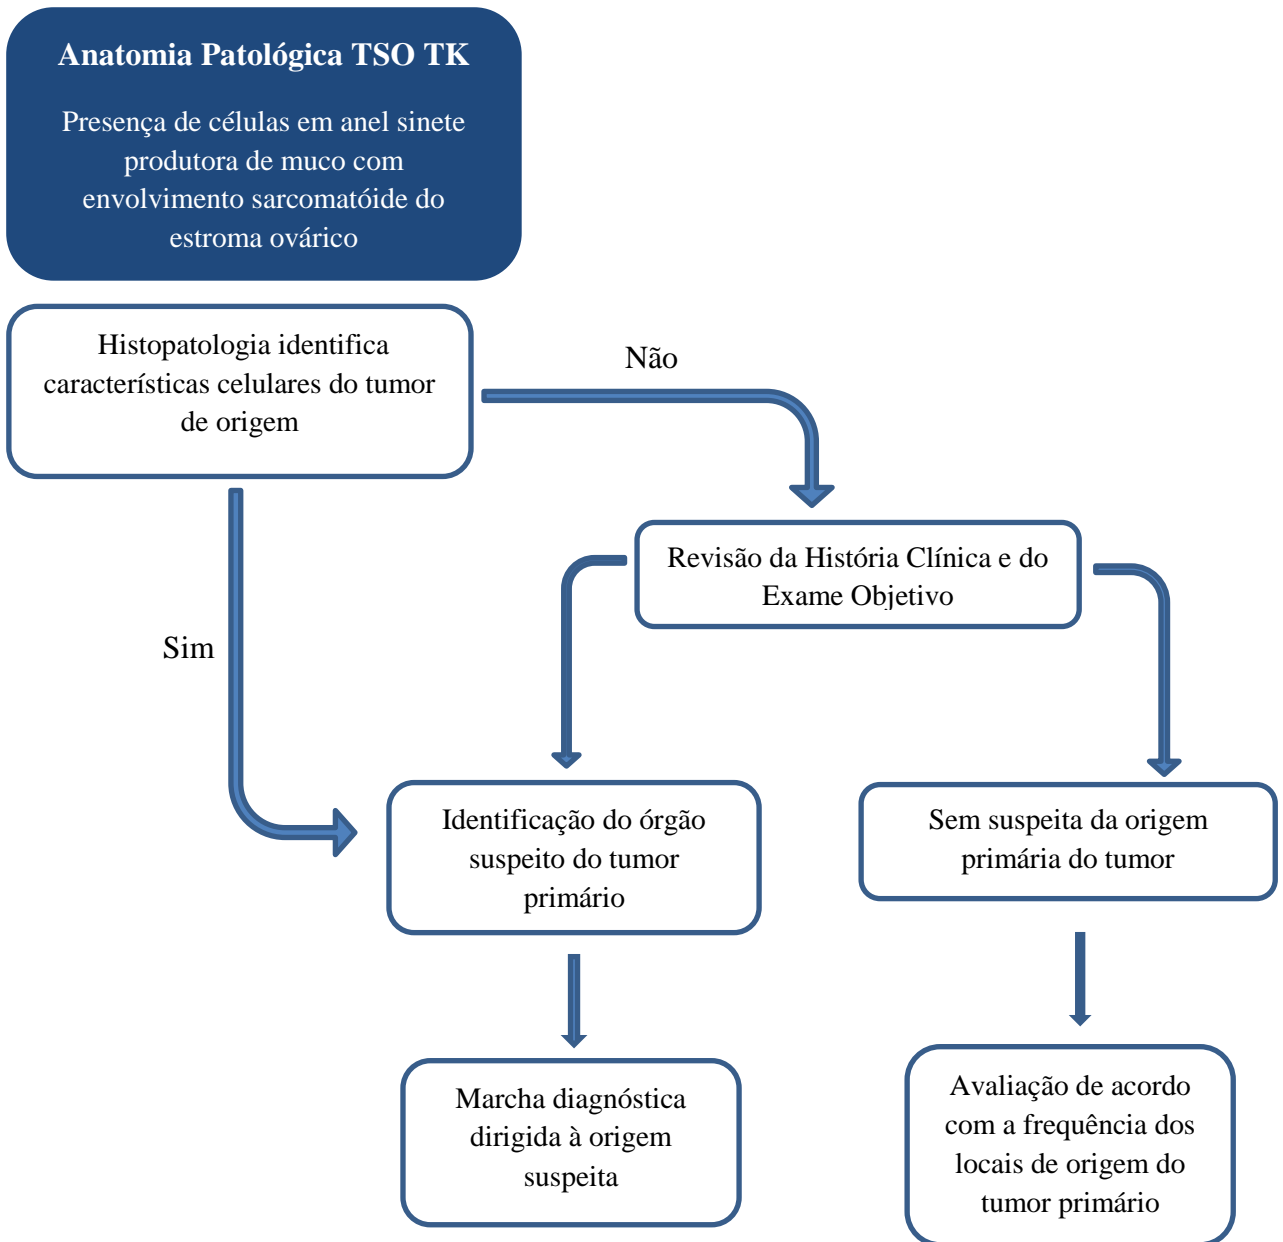 Anatomia Patológica TSO TK
Presença de células em anel sinete
produtora de muco com
envolvimento sarcomatóide do
estroma ovárico
Histopatologia identifica
características celulares do tumor
de origem
Não
Revisão da História Clínica e do
Exame Objetivo
Sim
Identificação do órgão
suspeito do tumor
primário
Sem suspeita da origem
primária do tumor
Marcha diagnóstica
dirigida à origem
suspeita
Avaliação de acordo
com a frequência dos
locais de origem do
tumor primário